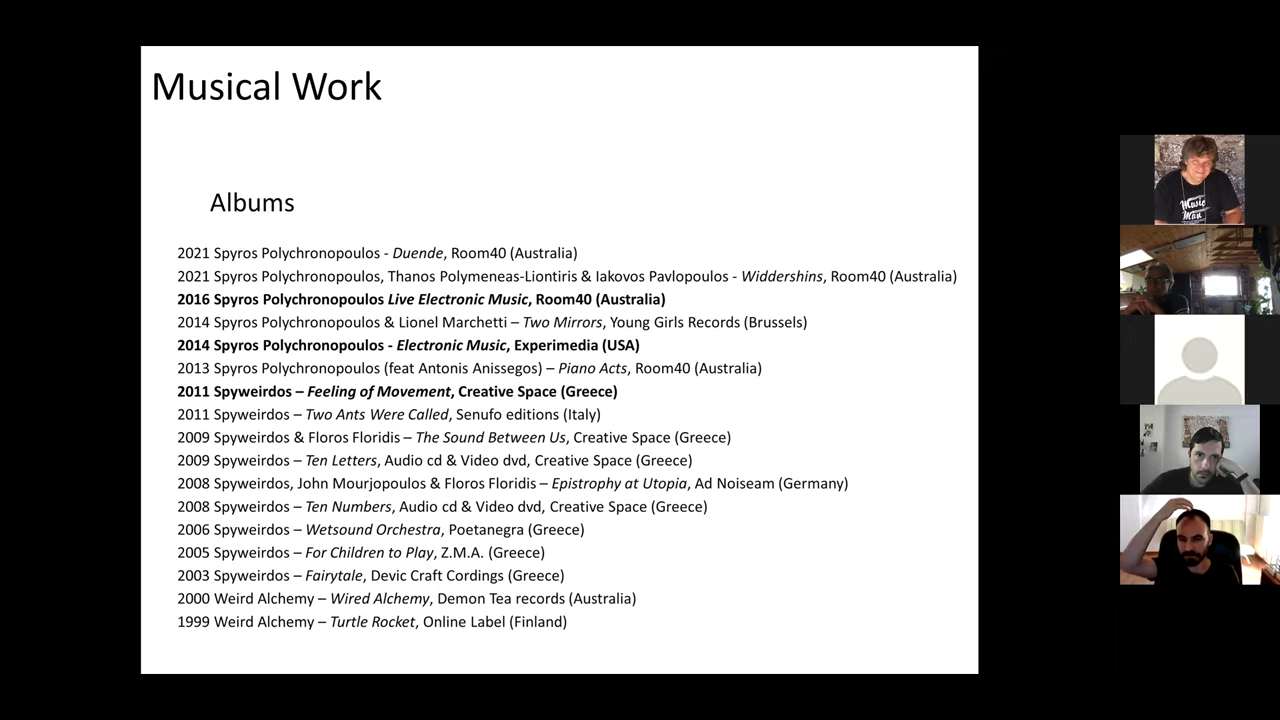 Musical Work
Albums
2021 Spyros Polychronopoulos - Duende, Room40 (Australia)
2021 Spyros Polychronopoulos, Thanos Polymeneas-Liontiris & Iakovos Pavlopoulos - Widdershins, Room40 (Australia)
2016 Spyros Polychronopoulos Live Electronic Music, Room40 (Australia)
2014 Spyros Polychronopoulos & Lionel Marchetti – Two Mirrors, Young Girls Records (Brussels)
2014 Spyros Polychronopoulos - Electronic Music, Experimedia (USA)
2013 Spyros Polychronopoulos (feat Antonis Anissegos) – Piano Acts, Room40 (Australia)
2011 Spyweirdos – Feeling of Movement, Creative Space (Greece)
2011 Spyweirdos – Two Ants Were Called, Senufo editions (Italy)
2009 Spyweirdos & Floros Floridis – The Sound Between Us, Creative Space (Greece)
2009 Spyweirdos – Ten Letters, Audio cd & Video dvd, Creative Space (Greece)
2008 Spyweirdos, John Mourjopoulos & Floros Floridis – Epistrophy at Utopia, Ad Noiseam (Germany)
2008 Spyweirdos – Ten Numbers, Audio cd & Video dvd, Creative Space (Greece)
2006 Spyweirdos – Wetsound Orchestra, Poetanegra (Greece)
2005 Spyweirdos – For Children to Play, Z.M.A. (Greece)
2003 Spyweirdos – Fairytale, Devic Craft Cordings (Greece)
2000 Weird Alchemy – Wired Alchemy, Demon Tea records (Australia)
1999 Weird Alchemy – Turtle Rocket, Online Label (Finland)
Music
Man